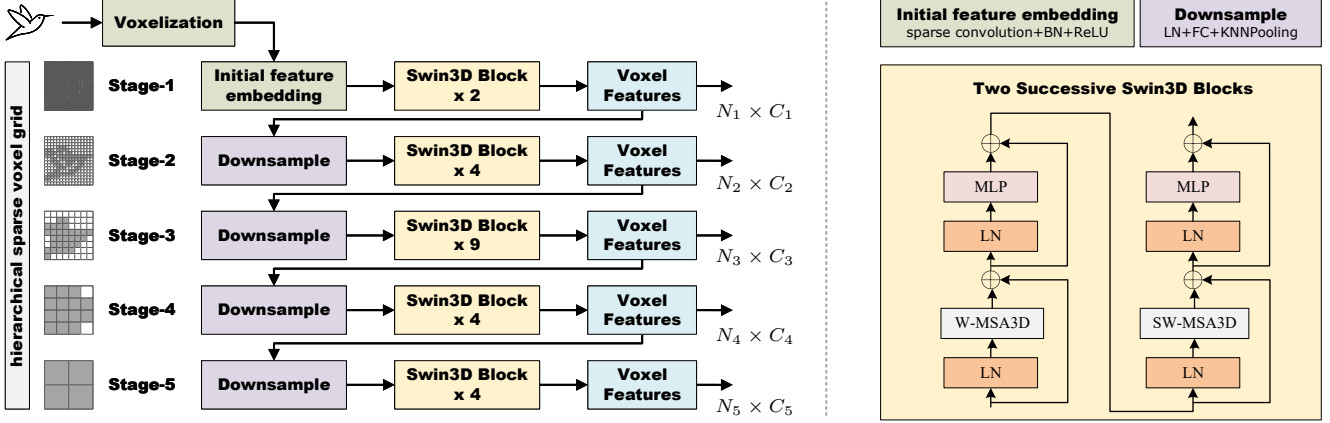 Voxelization
hierarchical sparse voxel grid
Stage-1
Initial feature
embedding
Swin3D Block
x 2
Voxel
Features
N₁ × C₁
Stage-2
Downsample
Swin3D Block
x 4
Voxel
Features
N₂ × C₂
Stage-3
Downsample
Swin3D Block
x 9
Voxel
Features
N₃ × C₃
Stage-4
Downsample
Swin3D Block
x 4
Voxel
Features
N₄ × C₄
Stage-5
Downsample
Swin3D Block
x 4
Voxel
Features
N₅ × C₅
Initial feature embedding
sparse convolution+BN+ReLU
Downsample
LN+FC+KNNPooling
Two Successive Swin3D Blocks
MLP
LN
W-MSA3D
LN
MLP
LN
SW-MSA3D
LN